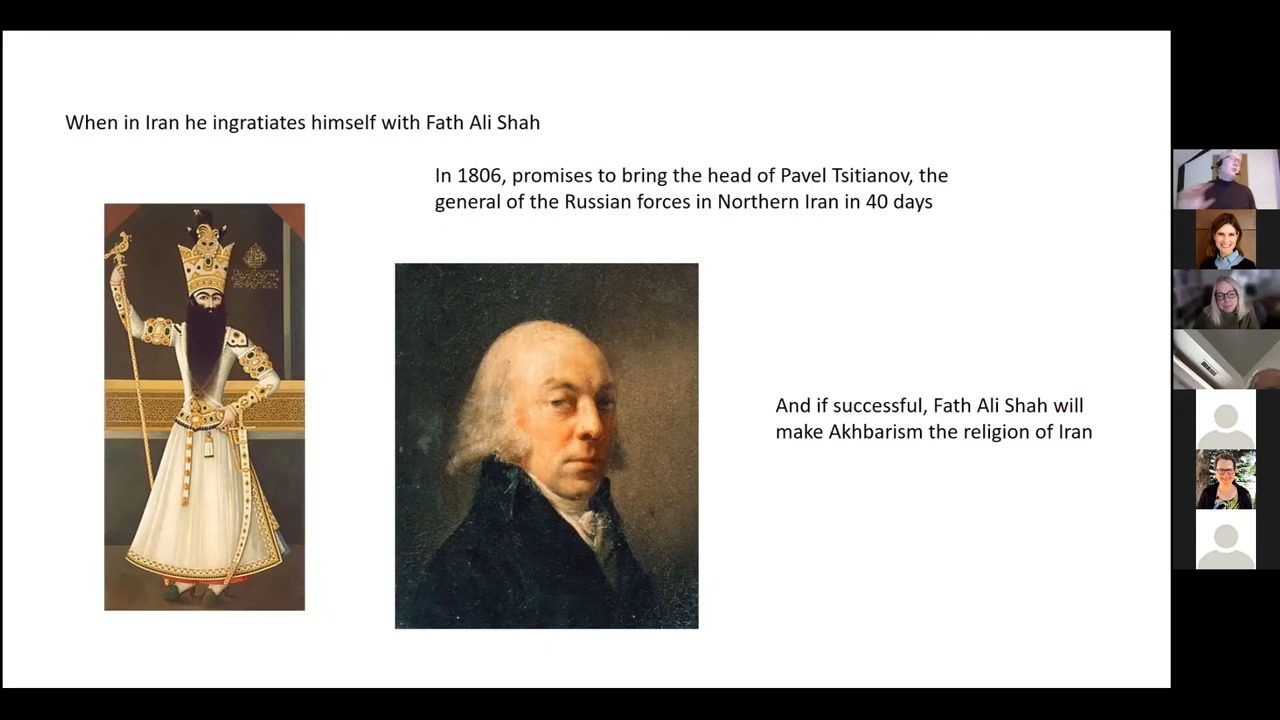 When in Iran he ingratiates himself with Fath Ali Shah
In 1806, promises to bring the head of Pavel Tsitianov, the
general of the Russian forces in Northern Iran in 40 days
And if successful, Fath Ali Shah will
make Akhbarism the religion of Iran